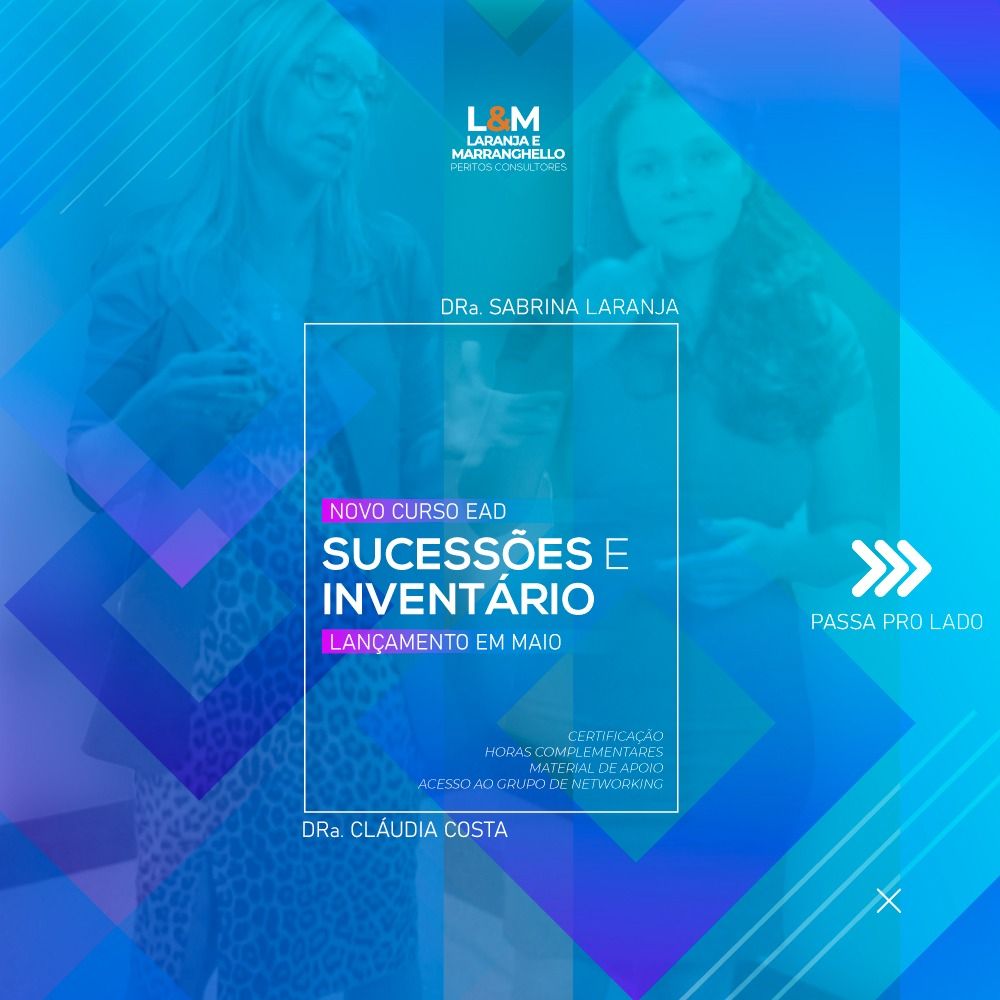 L&M
LARANJA E
MARRANGHELLO
PERITOS CONSULTORES
DRa. SABRINA LARANJA
NOVO CURSO EAD
SUCESSÕES E
INVENTÁRIO
LANÇAMENTO EM MAIO
PASSA PRO LADO
CERTIFICAÇÃO
HORAS COMPLEMENTARES
MATERIAL DE APOIO
ACESSO AO GRUPO DE NETWORKING
DRa. CLÁUDIA COSTA